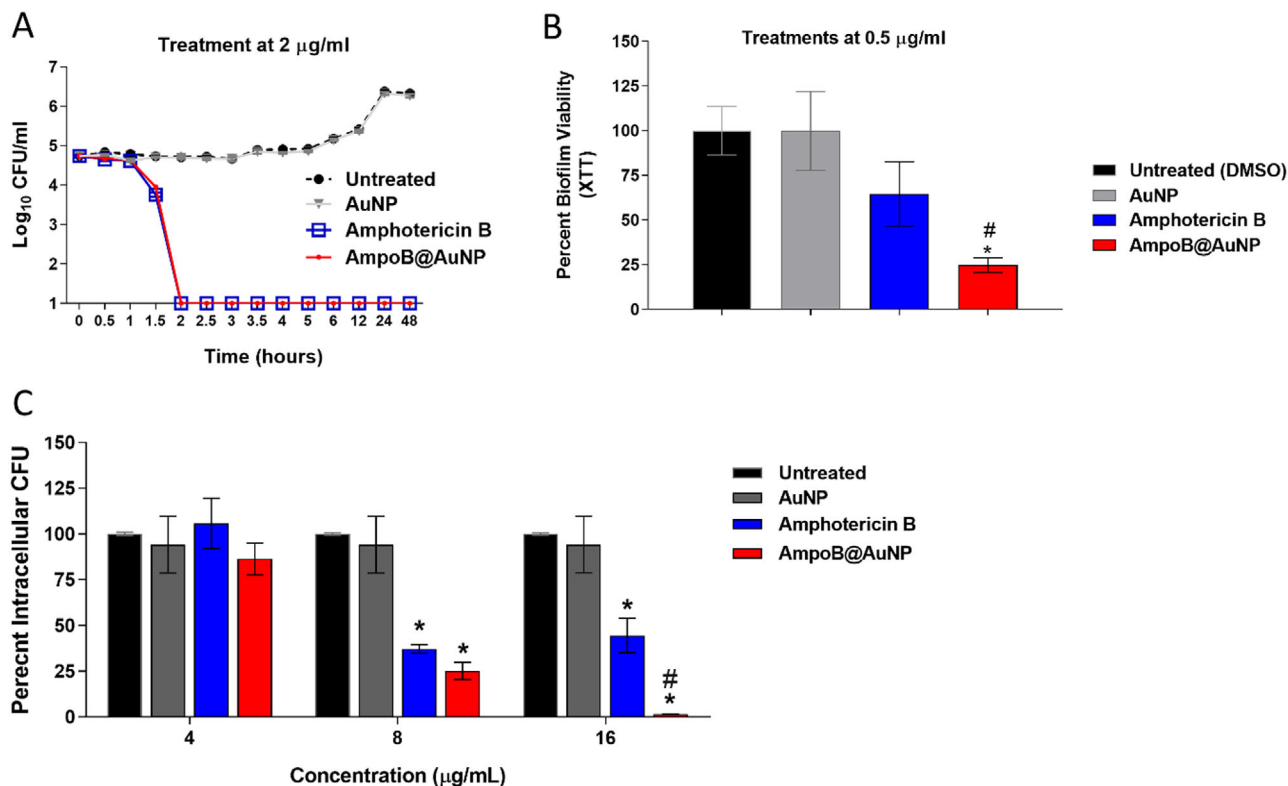 A
Treatment at 2 μg/ml
Log₁₀ CFU/ml
7
6
5
4
3
2
1
0 0.5 1 1.5 2 2.5 3 3.5 4 5 6 12 24 48
Time (hours)
Untreated
AuNP
Amphotericin B
AmpoB@AuNP
B
Treatments at 0.5 μg/ml
Percent Biofilm Viability
(XTT)
150
125
100
75
50
25
0
#
*
Untreated (DMSO)
AuNP
Amphotericin B
AmpoB@AuNP
C
Perecnt Intracellular CFU
150
125
100
75
50
25
0
* *
* #
*
4 8 16
Concentration (μg/mL)
Untreated
AuNP
Amphotericin B
AmpoB@AuNP